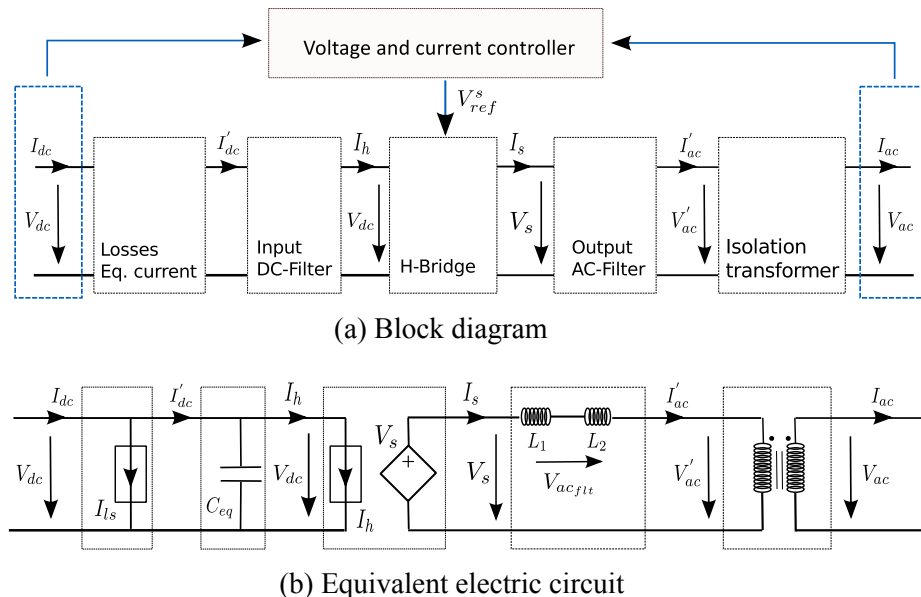 Voltage and current controller
V^s_ref
I_dc I'_dc I_h I_s I'_ac I_ac
V_dc V_dc V_s V'_ac V_ac
Losses
Eq. current
Input
DC-Filter
H-Bridge
Output
AC-Filter
Isolation
transformer
(a) Block diagram
I_dc I'_dc I_h I_s I'_ac I_ac
V_s + L_1 L_2
V_dc I_ls C_eq V_dc I_h V_s V_ac_flt V'_ac V_ac
(b) Equivalent electric circuit